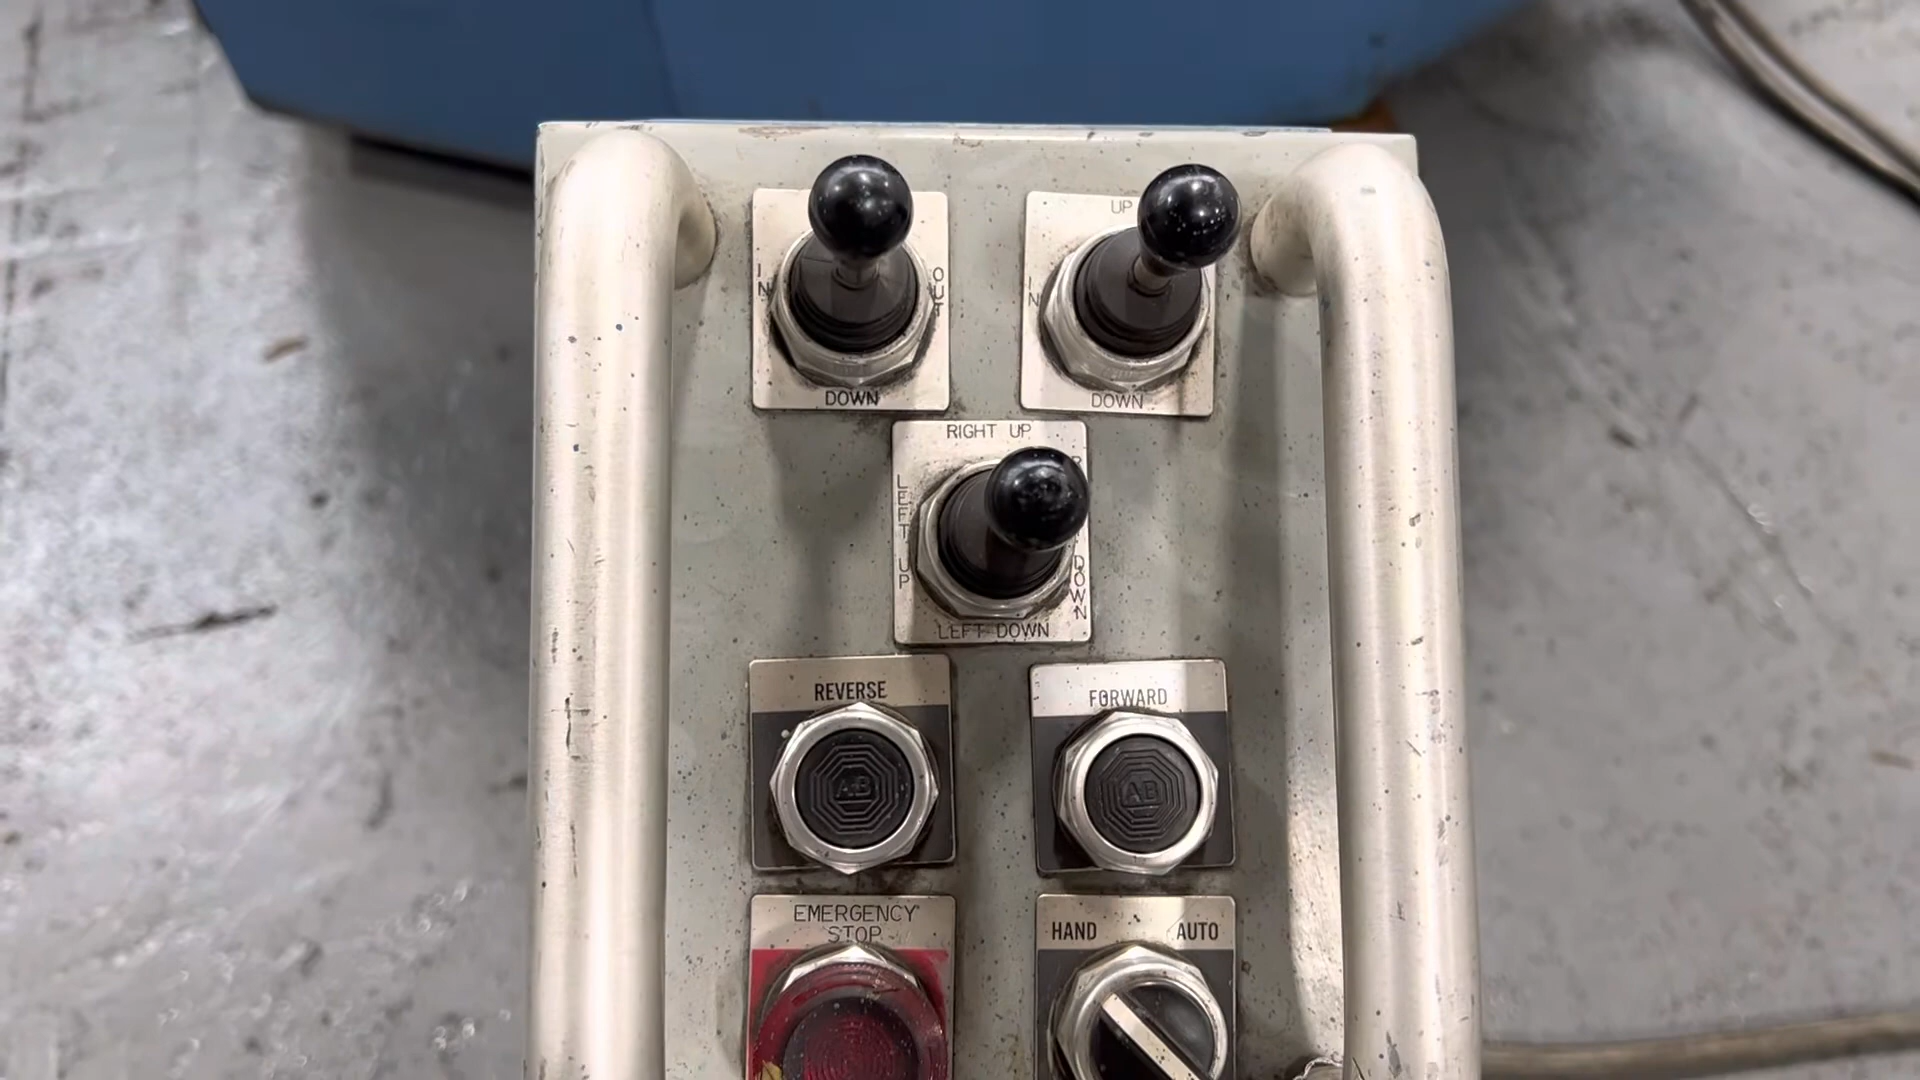 UP
IN
OUT
IN
DOWN
DOWN
RIGHT UP
LEFT UP
DOWN
LEFT DOWN
REVERSE
FORWARD
AB
AB
EMERGENCY
STOP
HAND
AUTO